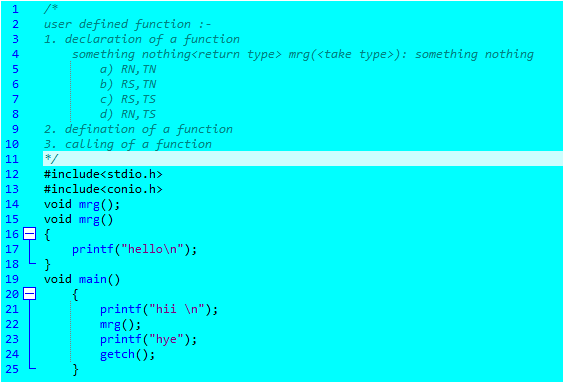 1 /*
2 user defined function :-
3 1. declaration of a function
4 something nothing<return type> mrg(<take type>): something nothing
5 a) RN,TN
6 b) RS,TN
7 c) RS,TS
8 d) RN,TS
9 2. defination of a function
10 3. calling of a function
11 */
12 #include<stdio.h>
13 #include<conio.h>
14 void mrg();
15 void mrg()
16 {
17 printf("hello\n");
18 }
19 void main()
20 {
21 printf("hii \n");
22 mrg();
23 printf("hye");
24 getch();
25 }